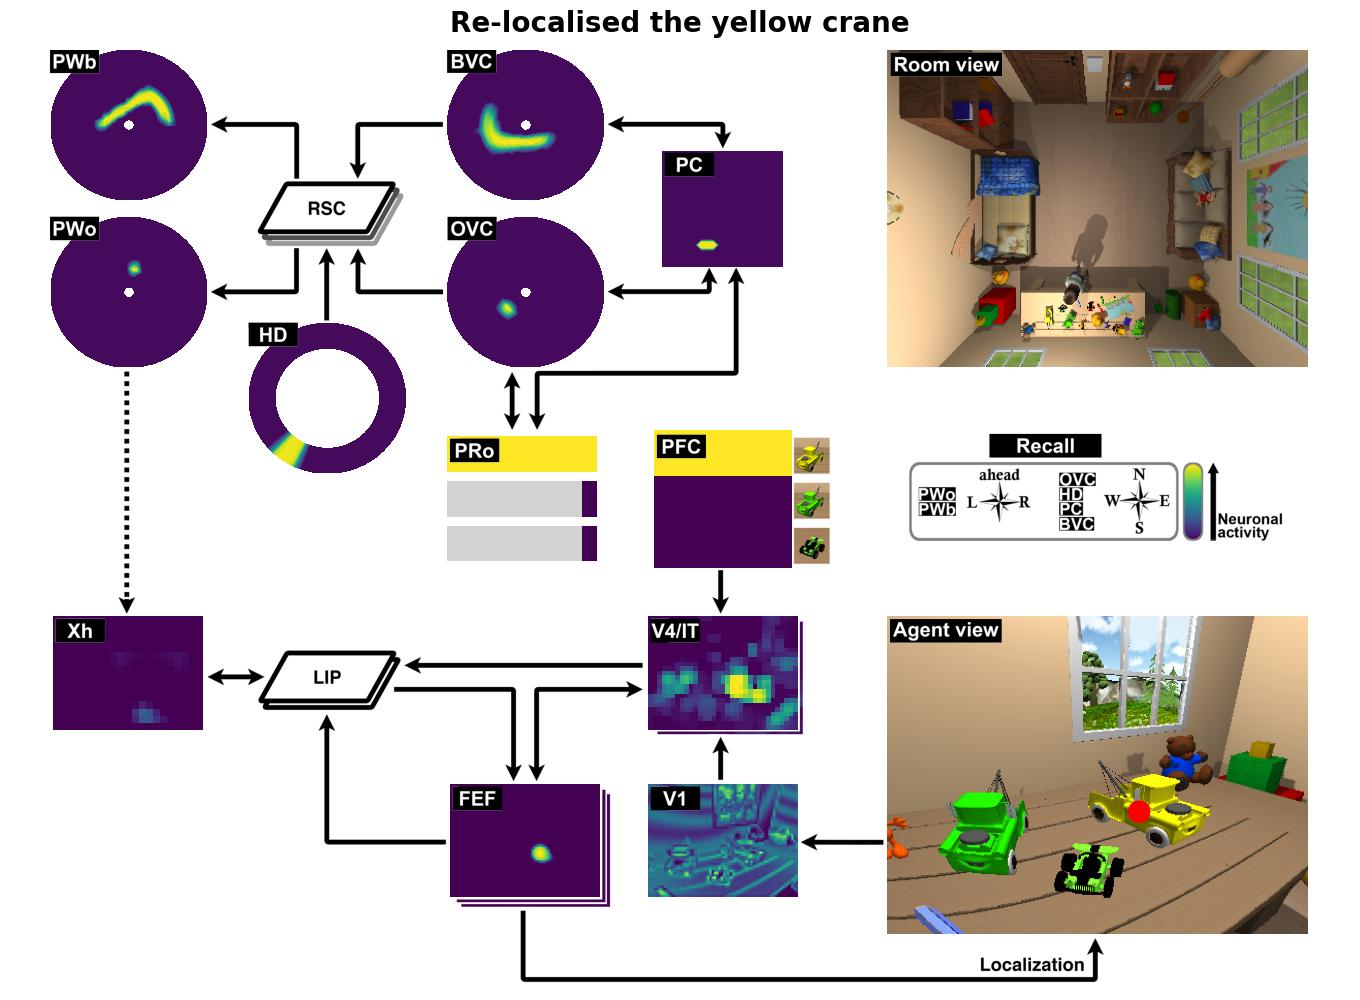 Re-localised the yellow crane
PWb
BVC
Room view
PC
RSC
PWo
OVC
HD
PRo
PFC
Recall
ahead
PWo
PWb
L
R
OVC
HD
PC
BVC
N
W
E
S
Neuronal
activity
Xh
LIP
V4/IT
Agent view
FEF
V1
Localization